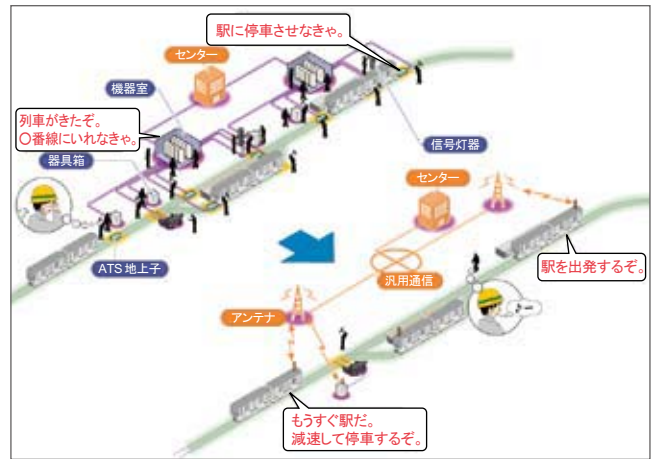 駅に停車させなきゃ。
センター
機器室
列車がきたぞ。
〇番線にいれなきゃ。
器具箱
信号灯器
センター
ATS 地上子
汎用通信
駅を出発するぞ。
アンテナ
もうすぐ駅だ。
減速して停車するぞ。